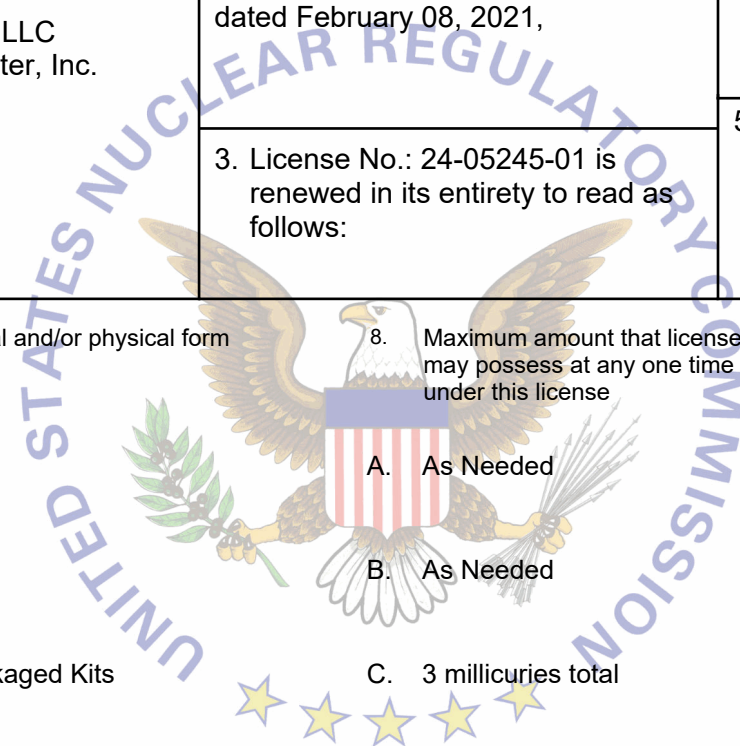 LLC
ter, Inc.
dated February 08, 2021,
3. License No.: 24-05245-01 is
renewed in its entirety to read as
follows:
5
l and/or physical form
8. Maximum amount that license
may possess at any one time
under this license
A. As Needed
B. As Needed
kaged Kits
C. 3 millicuries total
UNITED STATES NUCLEAR REGULATORY COMMISSION